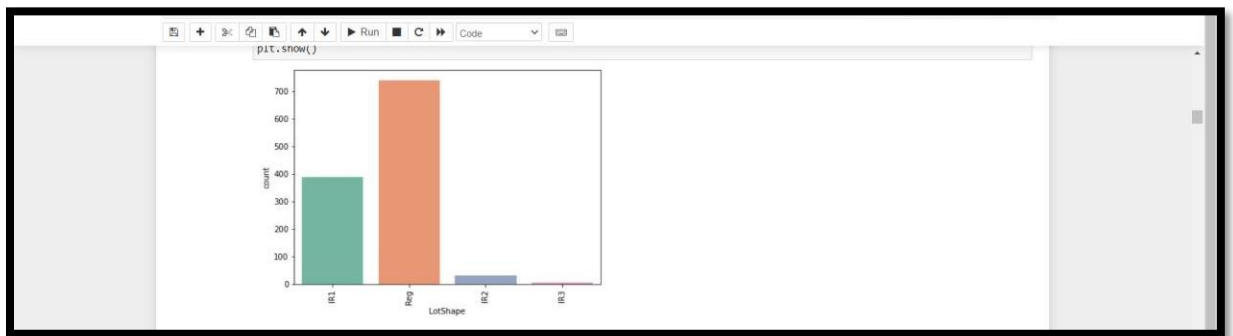 Run
Code
plt.show()
700
600
500
400
300
200
100
0
count
IR1
Reg
IR2
IR3
LotShape